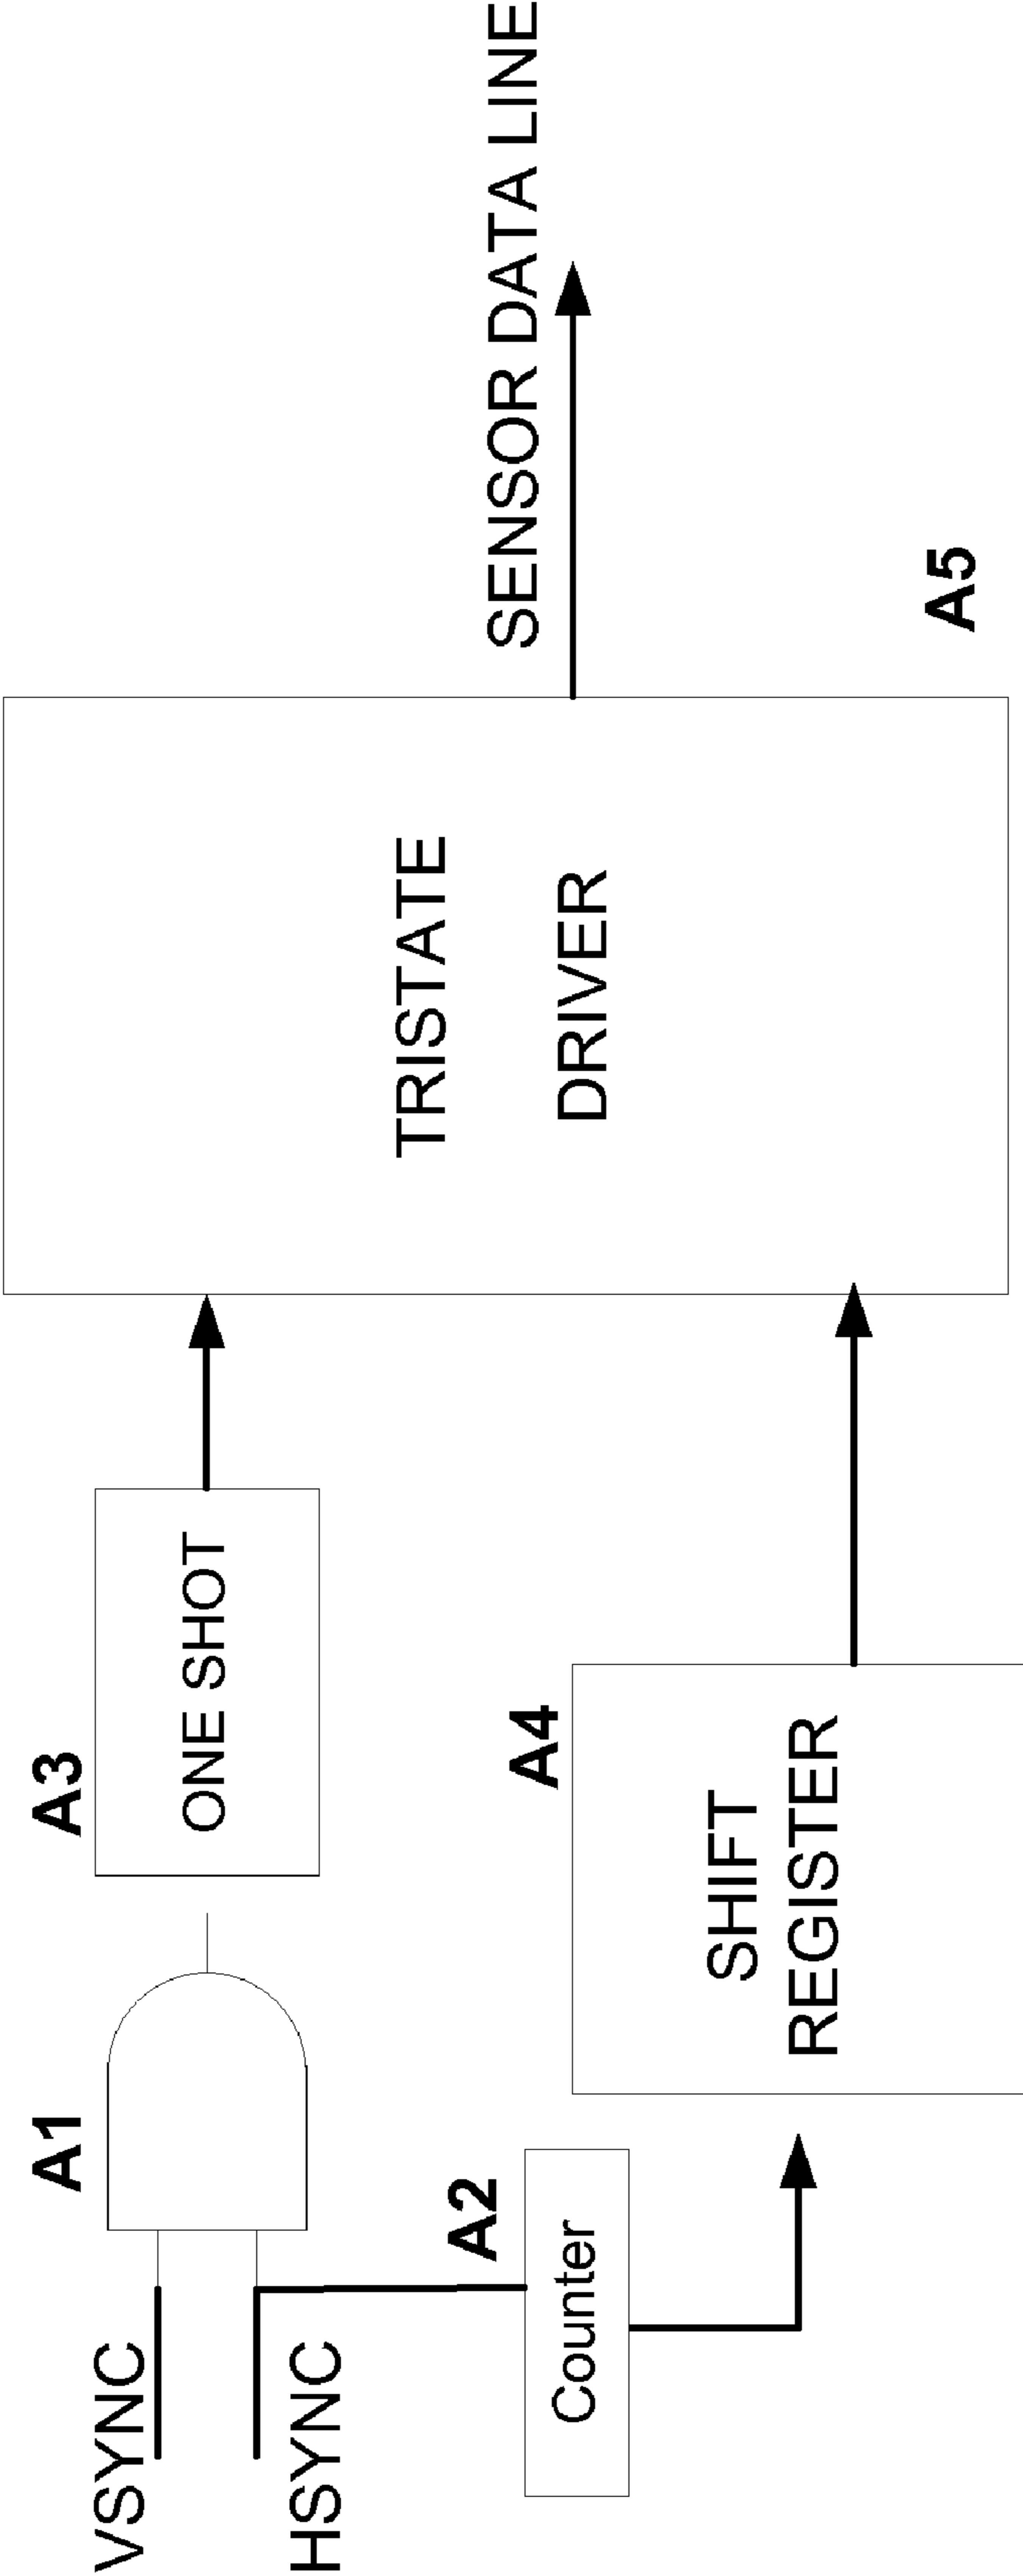 VSYNC
HSYNC
A1
A2
Counter
A3
ONE SHOT
A4
SHIFT
REGISTER
TRISTATE
DRIVER
A5
SENSOR DATA LINE